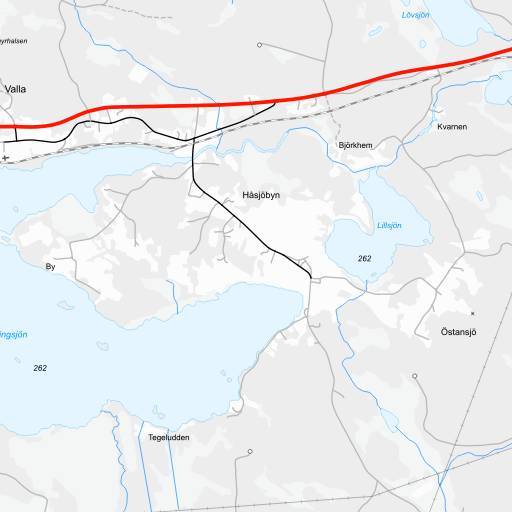 Lövsjön
Valla
Kvarnen
Björkhem
Håsjöbyn
Lillsjön
262
By
Östansjö
262
Tegeludden